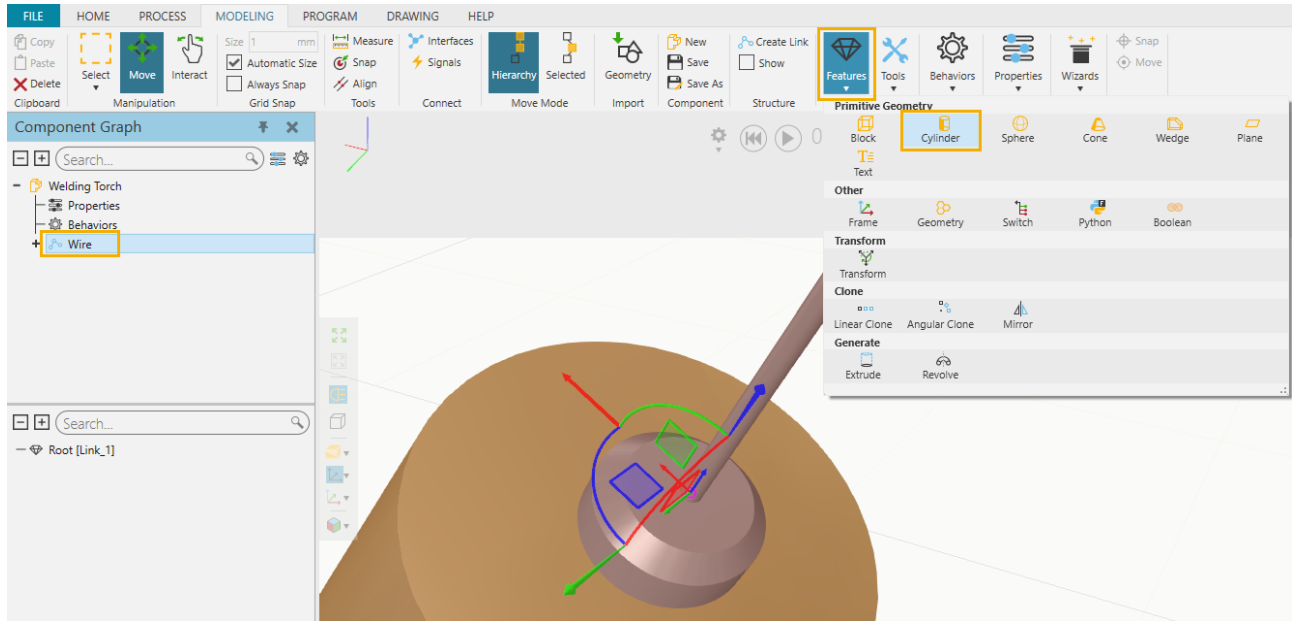 FILE HOME PROCESS MODELING PROGRAM DRAWING HELP
Copy Size 1 mm Measure Interfaces New Create Link Snap
Paste Automatic Size Snap Signals Save Show Move
Delete Select Move Interact Always Snap Align Hierarchy Selected Geometry Save As Features Tools Behaviors Properties Wizards
Clipboard Manipulation Grid Snap Tools Connect Move Mode Import Component Structure
Primitive Geometry
Component Graph
Block Cylinder Sphere Cone Wedge Plane
Search...
Text
Welding Torch
Other
Properties
Behaviors
Frame Geometry Switch Python Boolean
Wire
Transform
Transform
Clone
Linear Clone Angular Clone Mirror
Generate
Extrude Revolve
Search...
Root [Link_1]